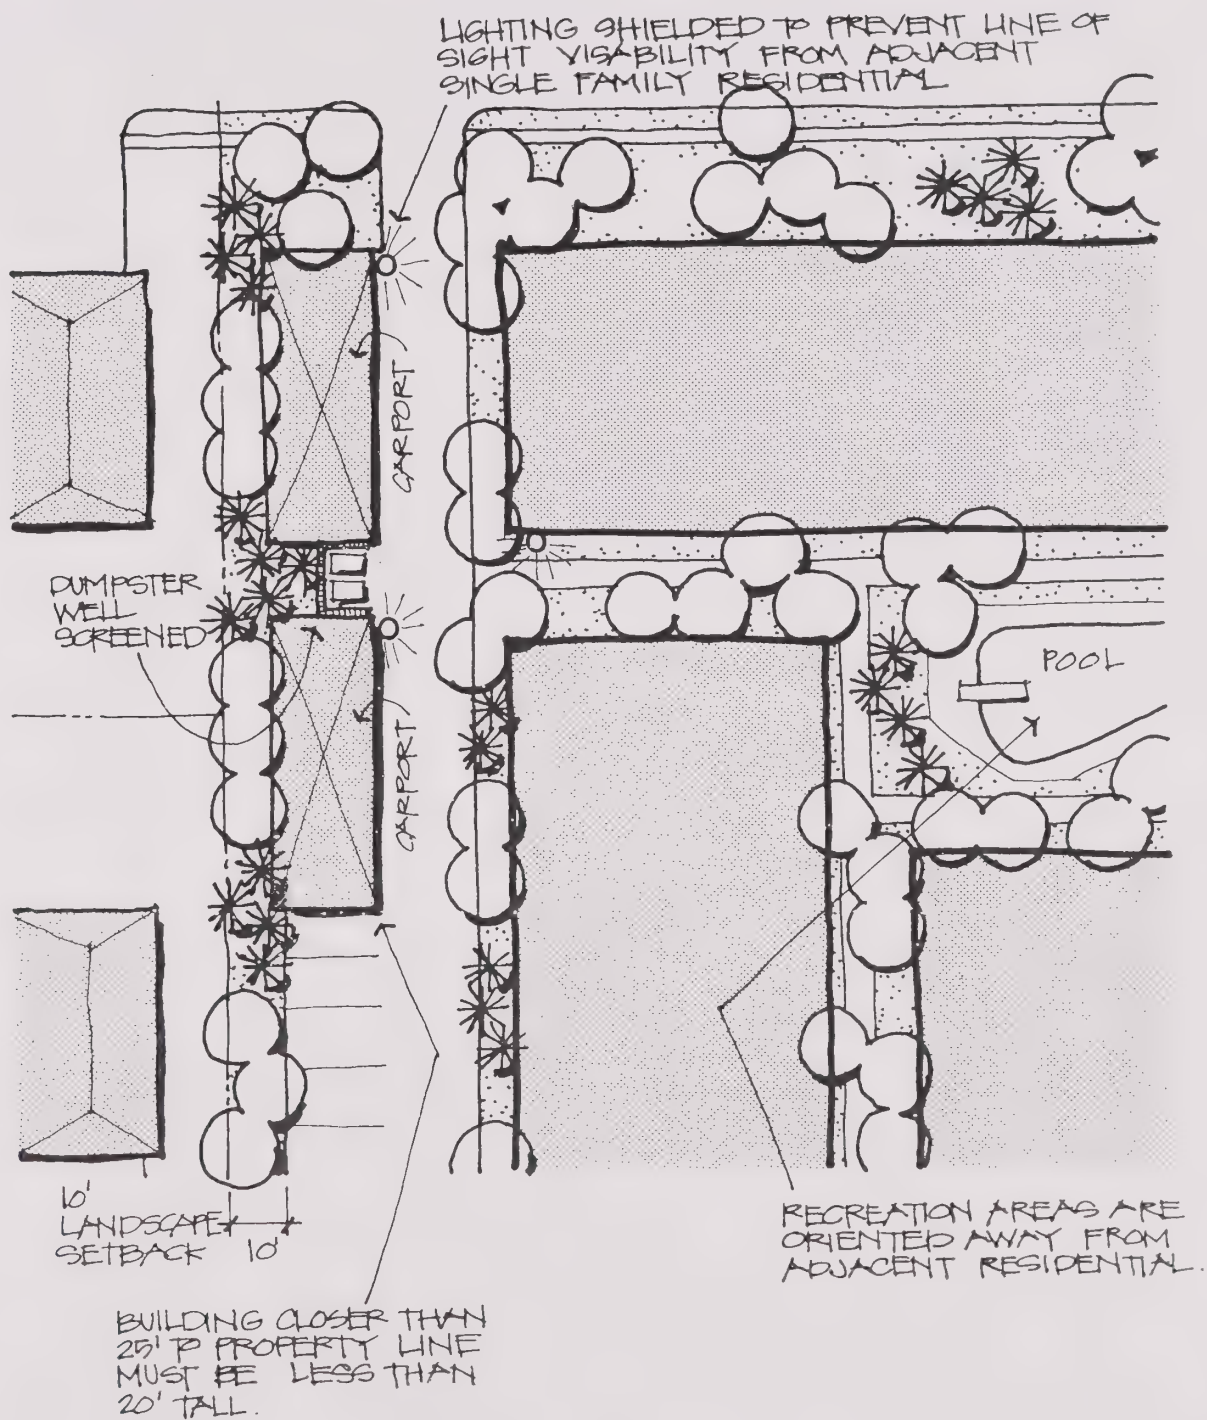 LIGHTING SHIELDED TO PREVENT LINE OF
SIGHT VISABILITY FROM ADJACENT
SINGLE FAMILY RESIDENTIAL
CARPORT
DUMPSTER
WELL
SCREENED
POOL
CARPORT
10'
LANDSCAPE
SETBACK
10'
RECREATION AREAS ARE
ORIENTED AWAY FROM
ADJACENT RESIDENTIAL.
BUILDING CLOSER THAN
25' TO PROPERTY LINE
MUST BE LESS THAN
20' TALL.